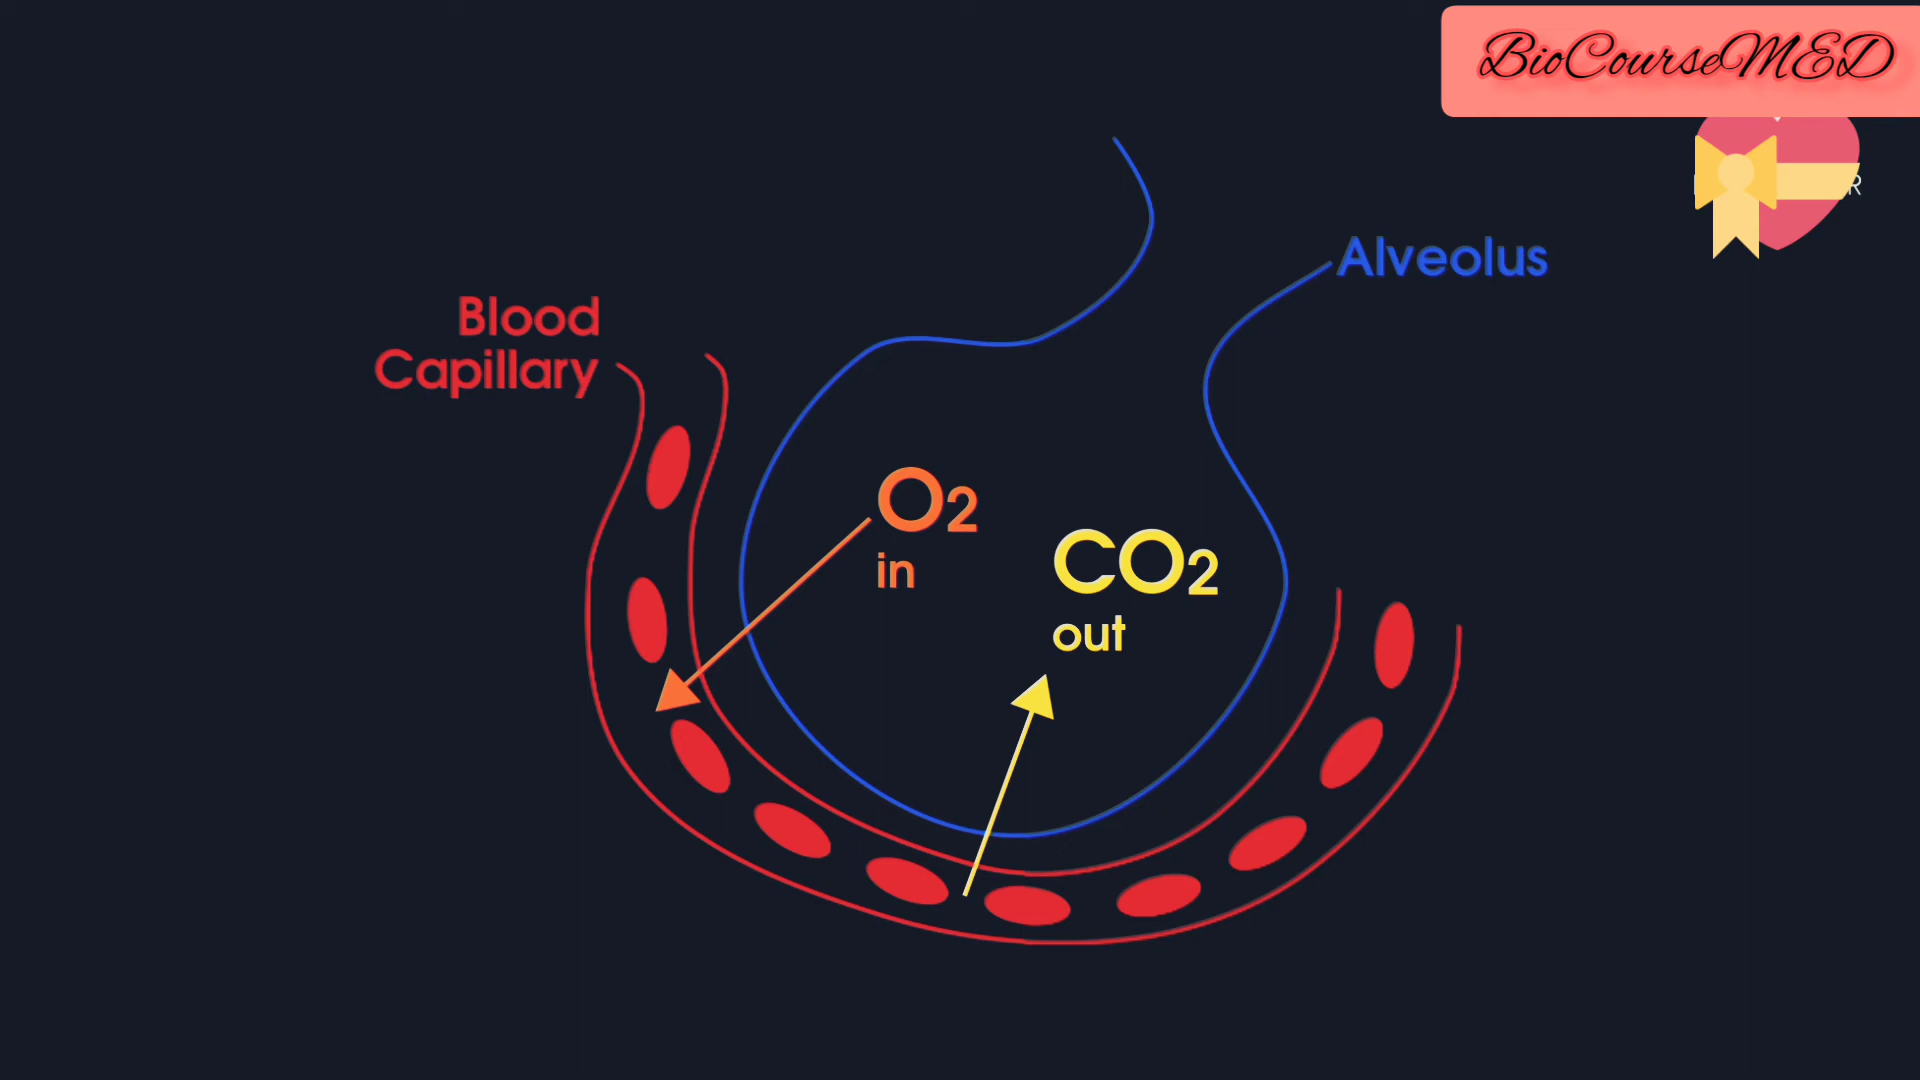 BioCourseMED
Alveolus
Blood
Capillary
O2
in
CO2
out